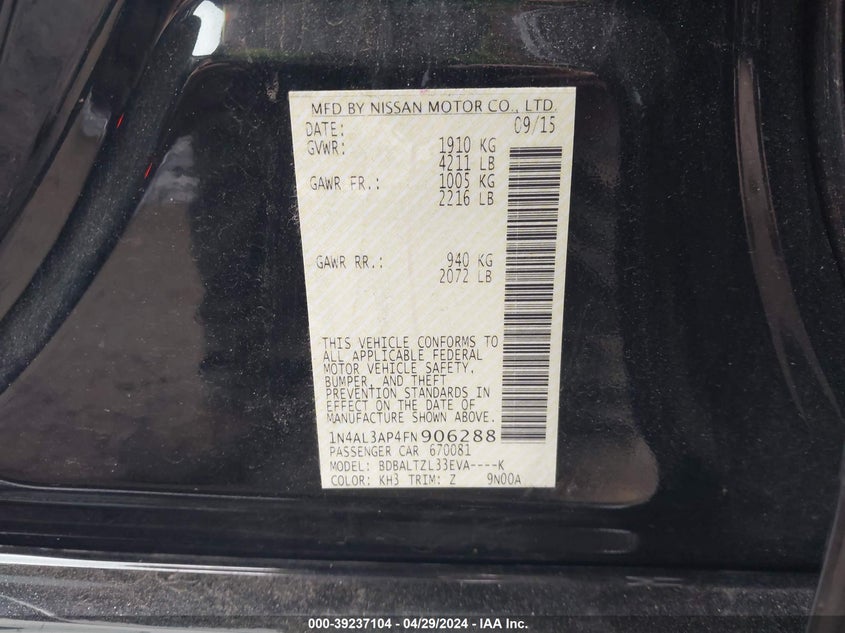 MFD BY NISSAN MOTOR CO., LTD.
DATE: 09/15
GVWR: 1910 KG
4211 LB
GAWR FR.: 1005 KG
2216 LB
GAWR RR.: 940 KG
2072 LB
THIS VEHICLE CONFORMS TO
ALL APPLICABLE FEDERAL
MOTOR VEHICLE SAFETY,
BUMPER, AND THEFT
PREVENTION STANDARDS IN
EFFECT ON THE DATE OF
MANUFACTURE SHOWN ABOVE.
1N4AL3AP4FN906288
PASSENGER CAR 670081
MODEL: BDBALTZL33EVA----K
COLOR: KH3 TRIM: Z 9N00A
000-39237104 - 04/29/2024 - COPYRIGHT IAA, LLC.